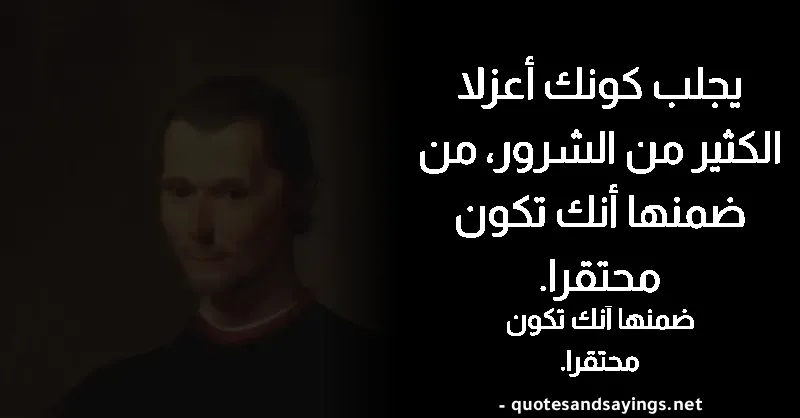 يجلب كونك أعزلا
الكثير من الشرور، من
ضمنها أنك تكون
محتقرا.
ضمنها أنك تكون
محتقرا.
- quotesandsayings.net